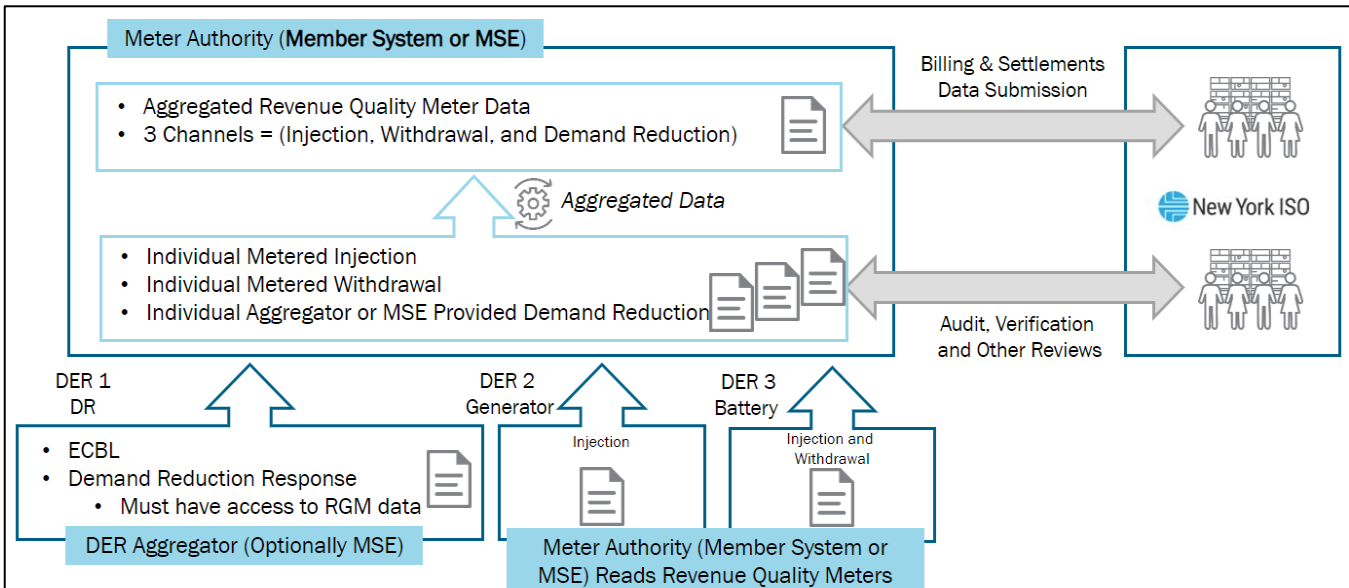 Meter Authority (Member System or MSE)
• Aggregated Revenue Quality Meter Data
• 3 Channels = (Injection, Withdrawal, and Demand Reduction)
Aggregated Data
• Individual Metered Injection
• Individual Metered Withdrawal
• Individual Aggregator or MSE Provided Demand Reduction
Billing & Settlements
Data Submission
New York ISO
Audit, Verification
and Other Reviews
DER 1
DR
• ECBL
• Demand Reduction Response
• Must have access to RGM data
DER Aggregator (Optionally MSE)
DER 2
Generator
Injection
DER 3
Battery
Injection and
Withdrawal
Meter Authority (Member System or
MSE) Reads Revenue Quality Meters